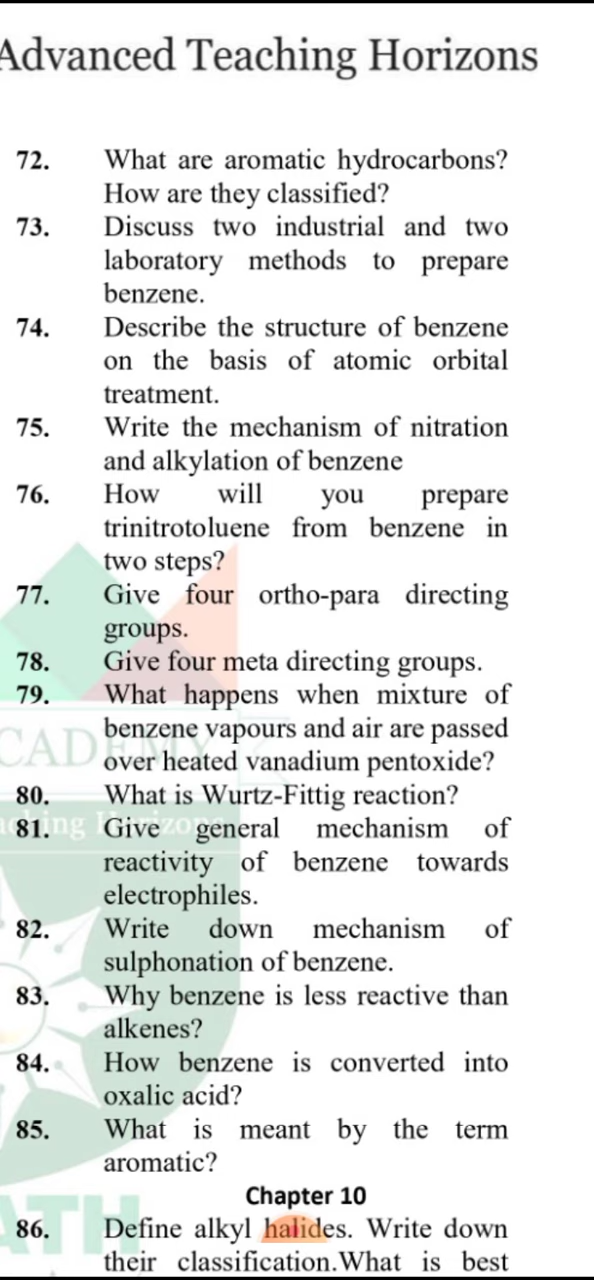 Advanced Teaching Horizons
72. What are aromatic hydrocarbons?
How are they classified?
73. Discuss two industrial and two
laboratory methods to prepare
benzene.
74. Describe the structure of benzene
on the basis of atomic orbital
treatment.
75. Write the mechanism of nitration
and alkylation of benzene
76. How will you prepare
trinitrotoluene from benzene in
two steps?
77. Give four ortho-para directing
groups.
78. Give four meta directing groups.
79. What happens when mixture of
benzene vapours and air are passed
over heated vanadium pentoxide?
80. What is Wurtz-Fittig reaction?
81. Give general mechanism of
reactivity of benzene towards
electrophiles.
82. Write down mechanism of
sulphonation of benzene.
83. Why benzene is less reactive than
alkenes?
84. How benzene is converted into
oxalic acid?
85. What is meant by the term
aromatic?
Chapter 10
86. Define alkyl halides. Write down
their classification.What is best